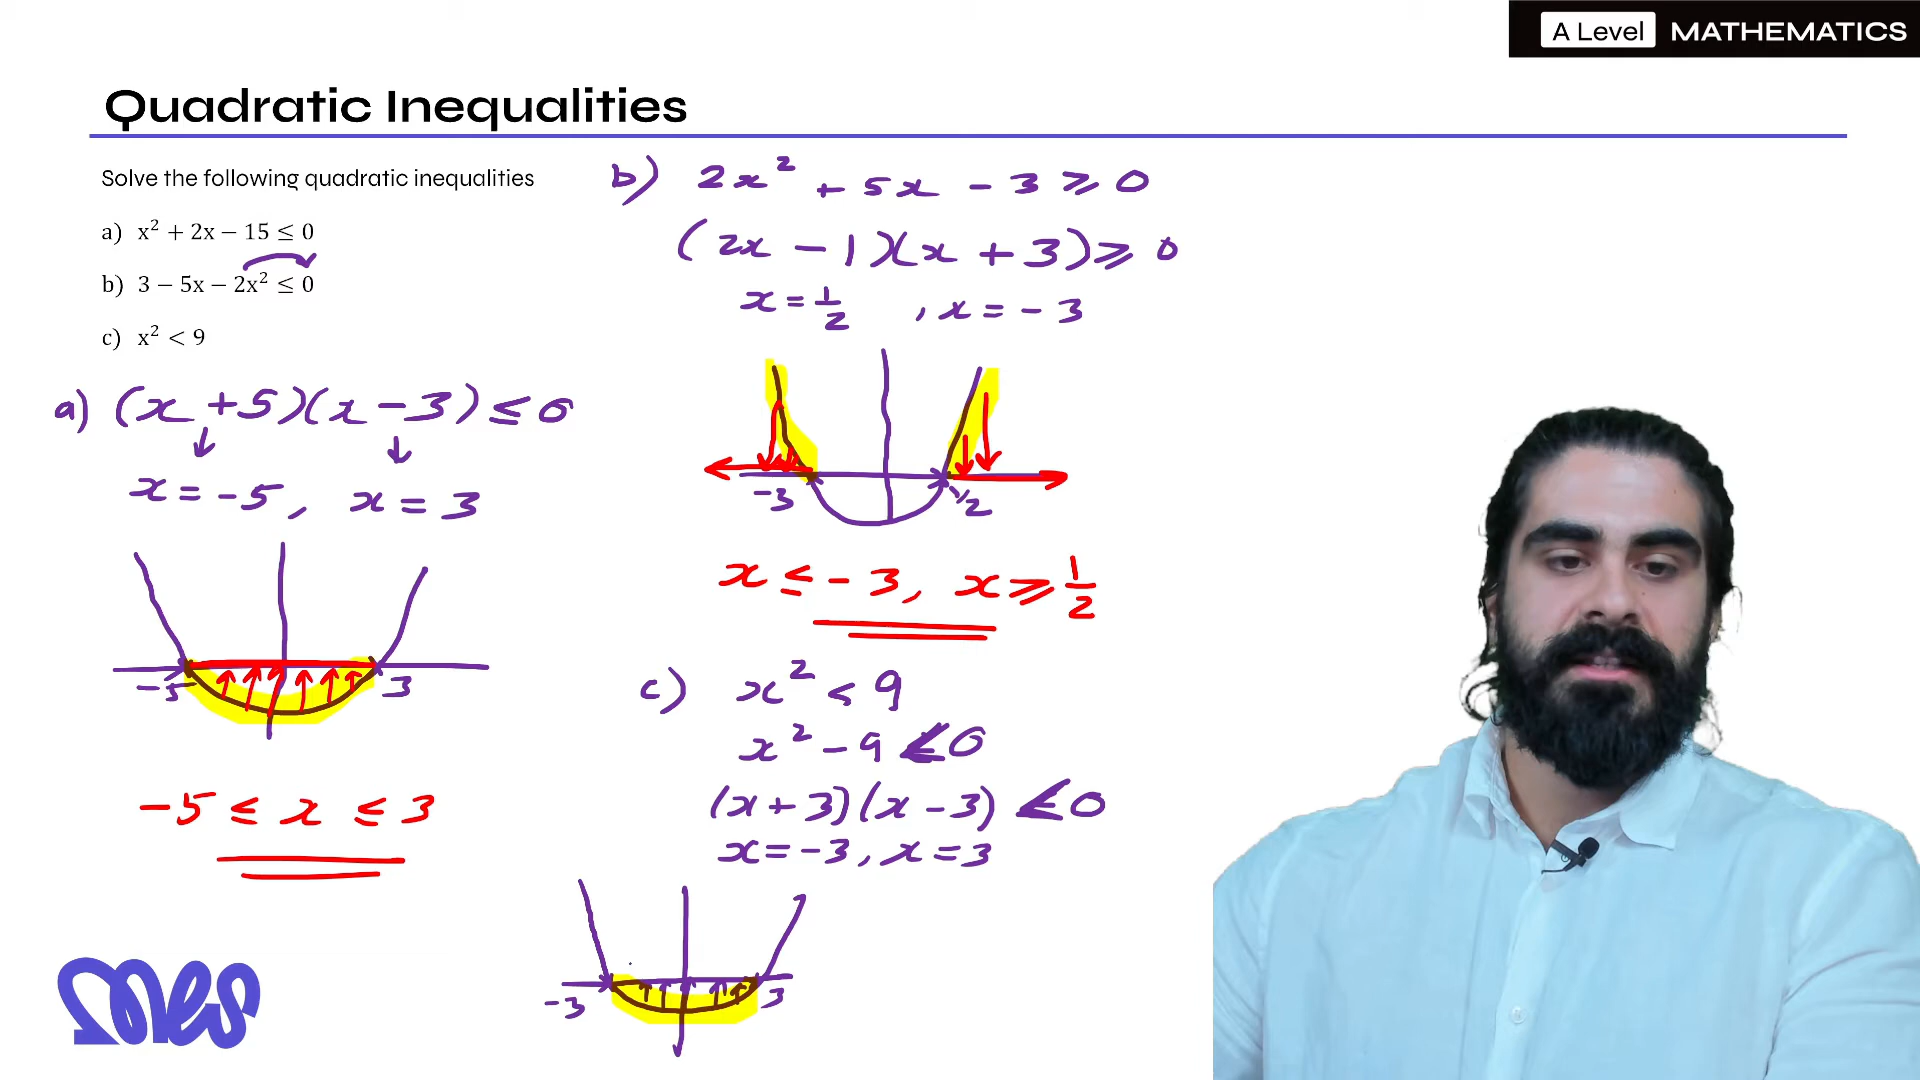 A Level MATHEMATICS
Quadratic Inequalities
Solve the following quadratic inequalities
a) x² + 2x − 15 ≤ 0
b) 3 − 5x − 2x² ≤ 0
c) x² < 9
a) (x + 5)(x − 3) ≤ 0
x = −5, x = 3
−5 3
−5 ≤ x ≤ 3
b) 2x² + 5x − 3 ⩾ 0
(2x − 1)(x + 3) ⩾ 0
x = 1/2 , x = −3
−3 1/2
x ≤ −3, x ⩾ 1/2
c) x² < 9
x² − 9 < 0
(x + 3)(x − 3) < 0
x = −3, x = 3
−3 3
mes